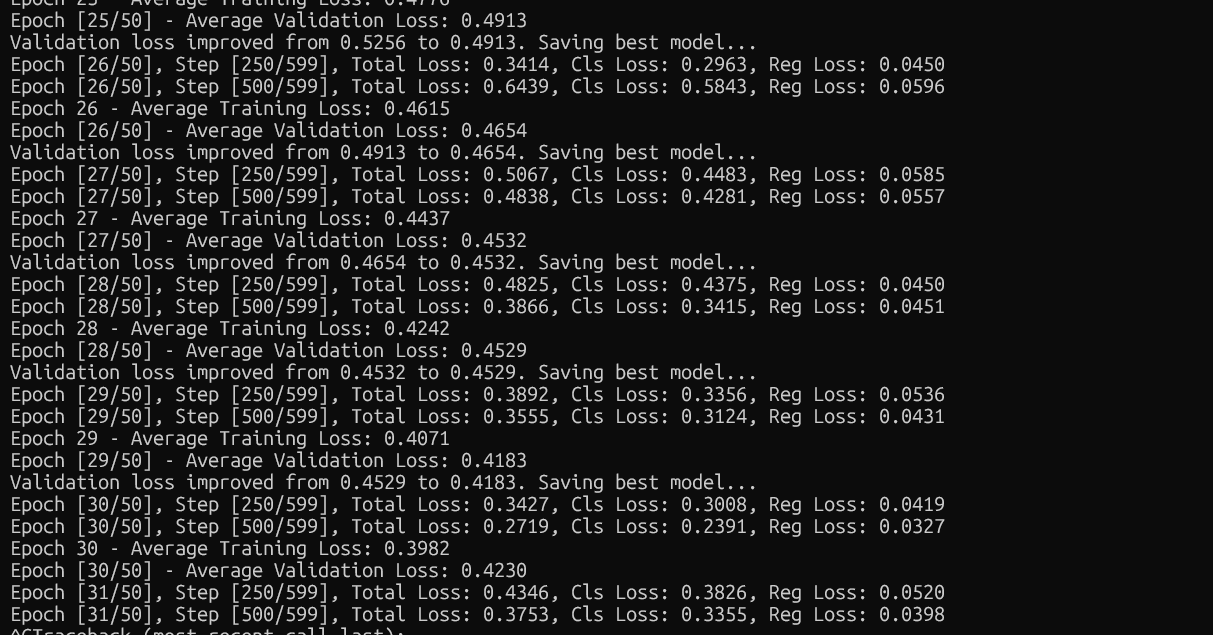 Epoch 25 - Average Training Loss: 0.4776
Epoch [25/50] - Average Validation Loss: 0.4913
Validation loss improved from 0.5256 to 0.4913. Saving best model...
Epoch [26/50], Step [250/599], Total Loss: 0.3414, Cls Loss: 0.2963, Reg Loss: 0.0450
Epoch [26/50], Step [500/599], Total Loss: 0.6439, Cls Loss: 0.5843, Reg Loss: 0.0596
Epoch 26 - Average Training Loss: 0.4615
Epoch [26/50] - Average Validation Loss: 0.4654
Validation loss improved from 0.4913 to 0.4654. Saving best model...
Epoch [27/50], Step [250/599], Total Loss: 0.5067, Cls Loss: 0.4483, Reg Loss: 0.0585
Epoch [27/50], Step [500/599], Total Loss: 0.4838, Cls Loss: 0.4281, Reg Loss: 0.0557
Epoch 27 - Average Training Loss: 0.4437
Epoch [27/50] - Average Validation Loss: 0.4532
Validation loss improved from 0.4654 to 0.4532. Saving best model...
Epoch [28/50], Step [250/599], Total Loss: 0.4825, Cls Loss: 0.4375, Reg Loss: 0.0450
Epoch [28/50], Step [500/599], Total Loss: 0.3866, Cls Loss: 0.3415, Reg Loss: 0.0451
Epoch 28 - Average Training Loss: 0.4242
Epoch [28/50] - Average Validation Loss: 0.4529
Validation loss improved from 0.4532 to 0.4529. Saving best model...
Epoch [29/50], Step [250/599], Total Loss: 0.3892, Cls Loss: 0.3356, Reg Loss: 0.0536
Epoch [29/50], Step [500/599], Total Loss: 0.3555, Cls Loss: 0.3124, Reg Loss: 0.0431
Epoch 29 - Average Training Loss: 0.4071
Epoch [29/50] - Average Validation Loss: 0.4183
Validation loss improved from 0.4529 to 0.4183. Saving best model...
Epoch [30/50], Step [250/599], Total Loss: 0.3427, Cls Loss: 0.3008, Reg Loss: 0.0419
Epoch [30/50], Step [500/599], Total Loss: 0.2719, Cls Loss: 0.2391, Reg Loss: 0.0327
Epoch 30 - Average Training Loss: 0.3982
Epoch [30/50] - Average Validation Loss: 0.4230
Epoch [31/50], Step [250/599], Total Loss: 0.4346, Cls Loss: 0.3826, Reg Loss: 0.0520
Epoch [31/50], Step [500/599], Total Loss: 0.3753, Cls Loss: 0.3355, Reg Loss: 0.0398
^CTraceback (most recent call last):